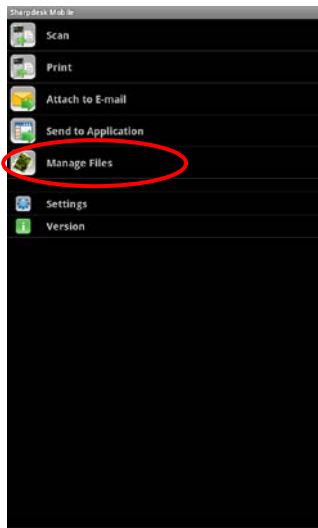 Sharpdesk Mobile
Scan
Print
Attach to E-mail
Send to Application
Manage Files
Settings
Version